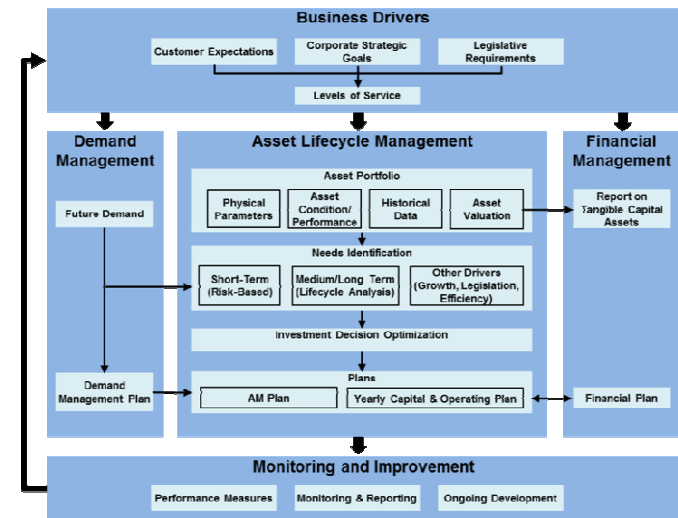 Business Drivers
Customer Expectations
Corporate Strategic
Goals
Legislative
Requirements
Levels of Service
Demand
Management
Future Demand
Demand
Management Plan
Asset Lifecycle Management
Asset Portfolio
Physical
Parameters
Asset
Condition/
Performance
Historical
Data
Asset
Valuation
Needs Identification
Short-Term
(Risk-Based)
Medium/Long Term
(Lifecycle Analysis)
Other Drivers
(Growth, Legislation,
Efficiency)
Investment Decision Optimization
Plans
AM Plan
Yearly Capital & Operating Plan
Financial
Management
Report on
Tangible Capital
Assets
Financial Plan
Monitoring and Improvement
Performance Measures
Monitoring & Reporting
Ongoing Development